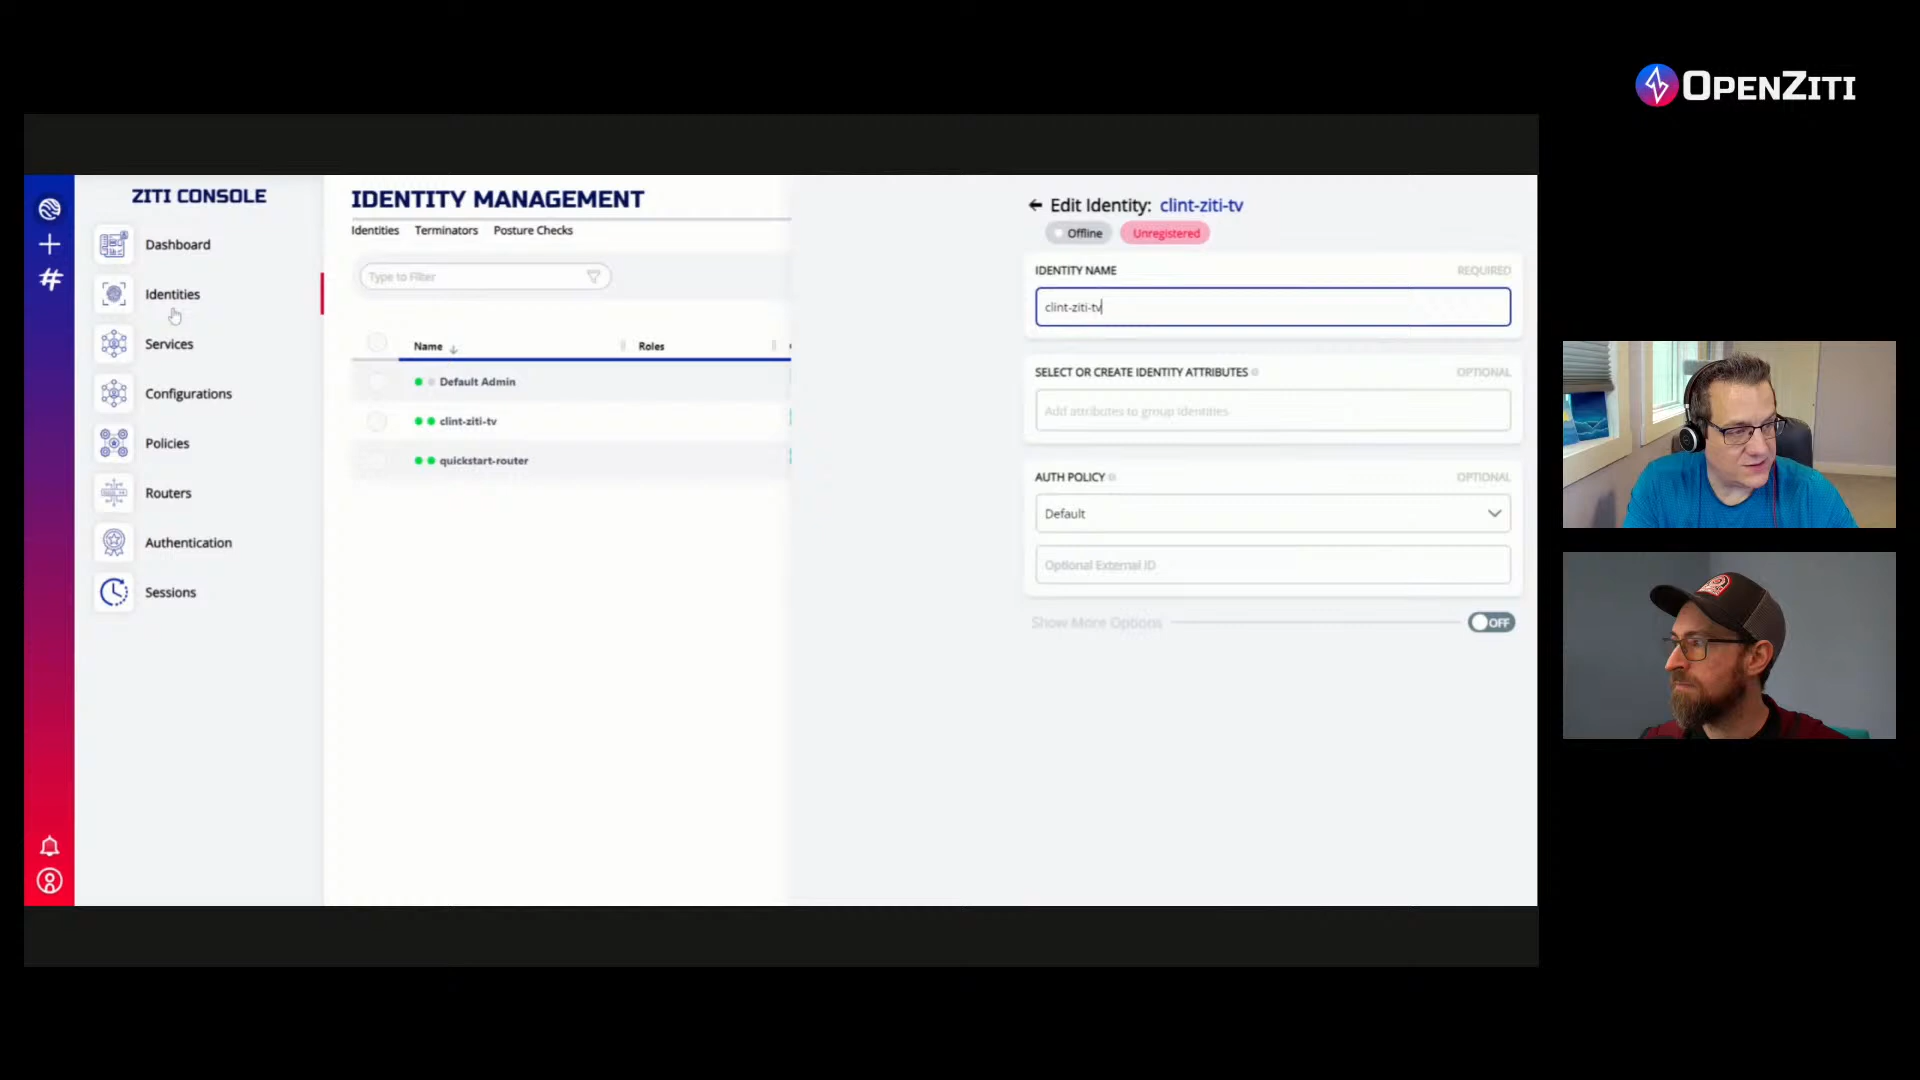 OPENZITI
ZITI CONSOLE
Dashboard
Identities
Services
Configurations
Policies
Routers
Authentication
Sessions
IDENTITY MANAGEMENT
Identities Terminators Posture Checks
Type to Filter
Name Roles
Default Admin
clint-ziti-tv
quickstart-router
Edit Identity: clint-ziti-tv
Offline Unregistered
IDENTITY NAME REQUIRED
clint-ziti-tv
SELECT OR CREATE IDENTITY ATTRIBUTES OPTIONAL
Add attributes to group identities
AUTH POLICY OPTIONAL
Default
Optional External ID
Show More Options OFF